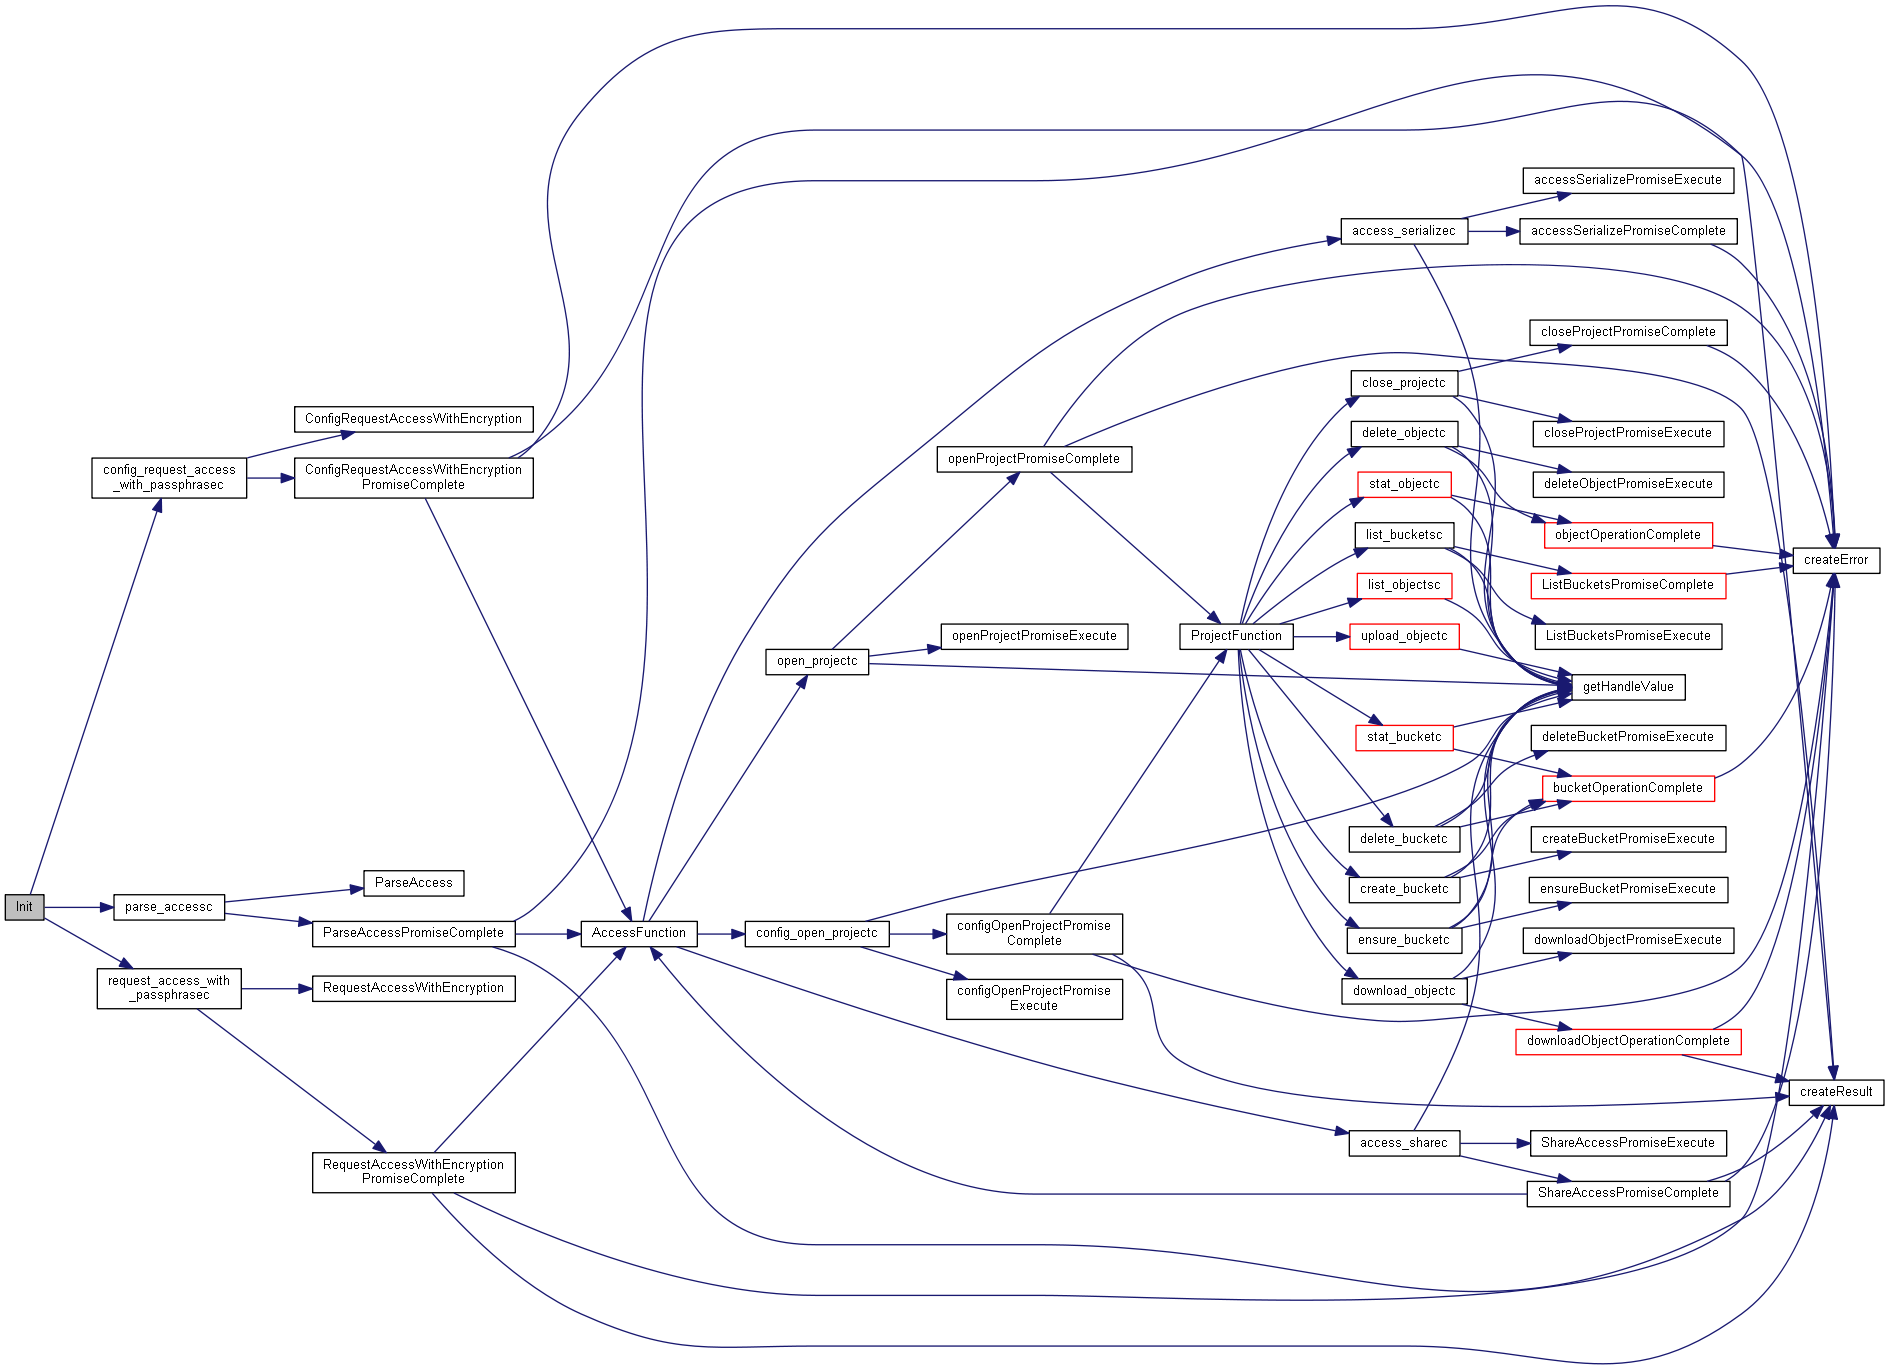 Init
config_request_access
_with_passphrasec
parse_accessc
request_access_with
_passphrasec
ConfigRequestAccessWithEncryption
ConfigRequestAccessWithEncryption
PromiseComplete
ParseAccess
ParseAccessPromiseComplete
RequestAccessWithEncryption
RequestAccessWithEncryption
PromiseComplete
AccessFunction
open_projectc
config_open_projectc
openProjectPromiseComplete
openProjectPromiseExecute
configOpenProjectPromise
Complete
configOpenProjectPromise
Execute
ProjectFunction
access_serializec
close_projectc
delete_objectc
stat_objectc
list_bucketsc
list_objectsc
upload_objectc
stat_bucketc
delete_bucketc
create_bucketc
ensure_bucketc
download_objectc
access_sharec
accessSerializePromiseExecute
accessSerializePromiseComplete
closeProjectPromiseComplete
closeProjectPromiseExecute
deleteObjectPromiseExecute
objectOperationComplete
ListBucketsPromiseComplete
ListBucketsPromiseExecute
getHandleValue
deleteBucketPromiseExecute
bucketOperationComplete
createBucketPromiseExecute
ensureBucketPromiseExecute
downloadObjectPromiseExecute
downloadObjectOperationComplete
ShareAccessPromiseExecute
ShareAccessPromiseComplete
createError
createResult